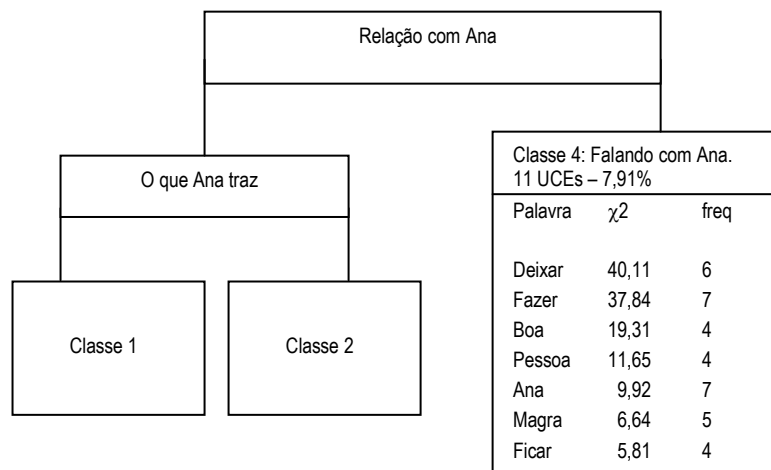 Relação com Ana
O que Ana traz
Classe 1
Classe 2
Classe 4: Falando com Ana.
11 UCEs – 7,91%
Palavra χ2 freq
Deixar 40,11 6
Fazer 37,84 7
Boa 19,31 4
Pessoa 11,65 4
Ana 9,92 7
Magra 6,64 5
Ficar 5,81 4